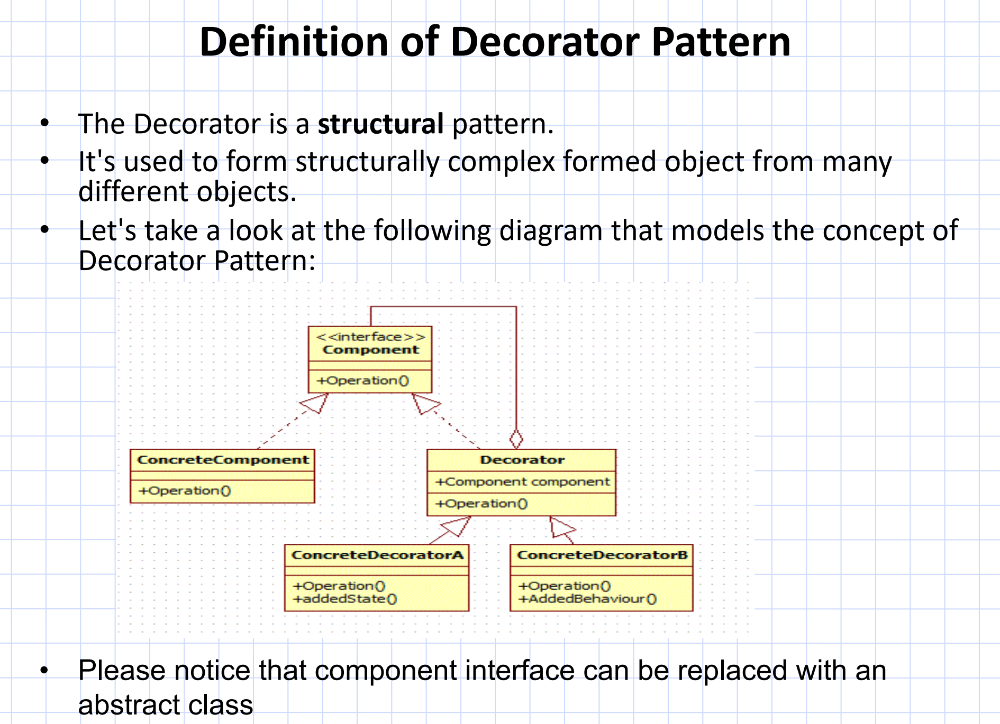 Definition of Decorator Pattern
• The Decorator is a structural pattern.
• It's used to form structurally complex formed object from many
different objects.
• Let's take a look at the following diagram that models the concept of
Decorator Pattern:
<<interface>>
Component
+Operation()
ConcreteComponent
+Operation()
Decorator
+Component component
+Operation()
ConcreteDecoratorA
+Operation()
+addedState()
ConcreteDecoratorB
+Operation()
+AddedBehaviour()
• Please notice that component interface can be replaced with an
abstract class